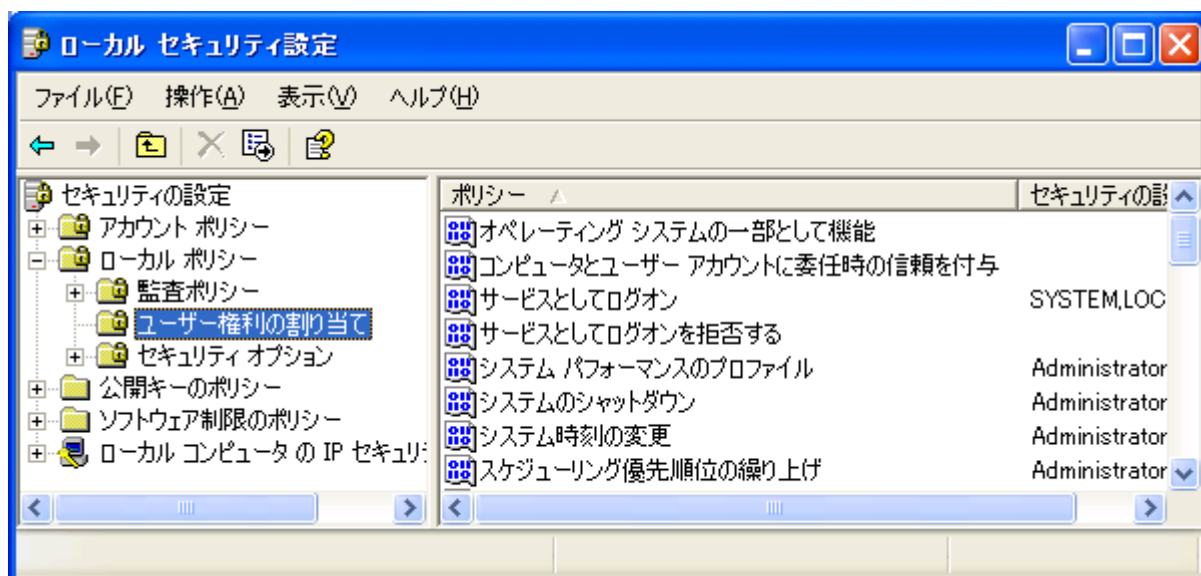 ローカル セキュリティ設定
ファイル(F) 操作(A) 表示(V) ヘルプ(H)
セキュリティの設定
アカウント ポリシー
ローカル ポリシー
監査ポリシー
ユーザー権利の割り当て
セキュリティ オプション
公開キーのポリシー
ソフトウェア制限のポリシー
ローカル コンピュータ の IP セキュリ
ポリシー セキュリティの設
オペレーティング システムの一部として機能
コンピュータとユーザー アカウントに委任時の信頼を付与
サービスとしてログオン SYSTEM,LOC
サービスとしてログオンを拒否する
システム パフォーマンスのプロファイル Administrator
システムのシャットダウン Administrator
システム時刻の変更 Administrator
スケジューリング優先順位の繰り上げ Administrator